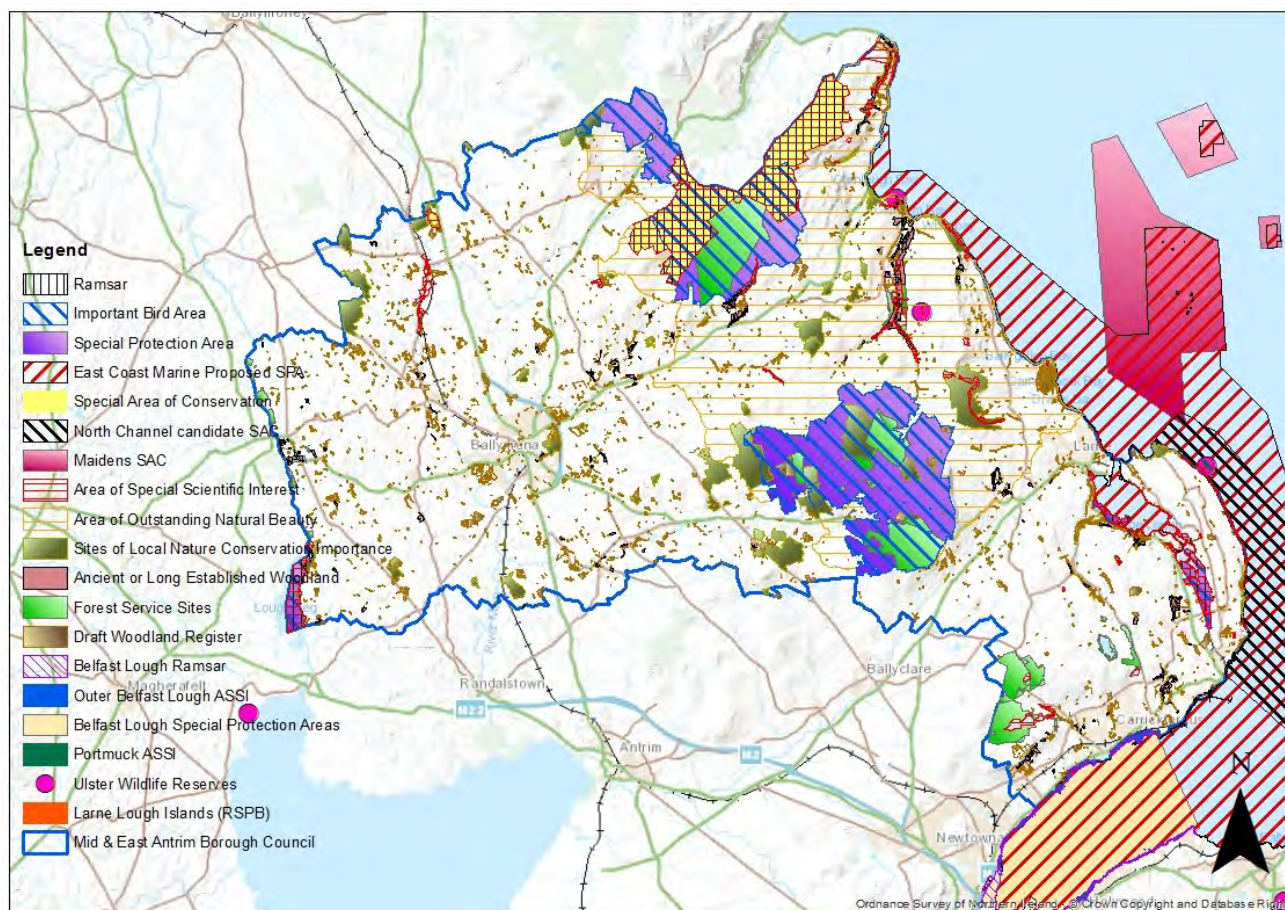 Legend
Ramsar
Important Bird Area
Special Protection Area
East Coast Marine Proposed SPA
Special Area of Conservation
North Channel candidate SAC
Maidens SAC
Area of Special Scientific Interest
Area of Outstanding Natural Beauty
Sites of Local Nature Conservation Importance
Ancient or Long Established Woodland
Forest Service Sites
Draft Woodland Register
Belfast Lough Ramsar
Outer Belfast Lough ASSI
Belfast Lough Special Protection Areas
Portmuck ASSI
Ulster Wildlife Reserves
Larne Lough Islands (RSPB)
Mid & East Antrim Borough Council
Ballymena
Ballyclare
Randalstown
Magherafelt
M22
Antrim
Newtowna
N
Ordnance Survey of Northern Ireland - © Crown Copyright and Database Righ